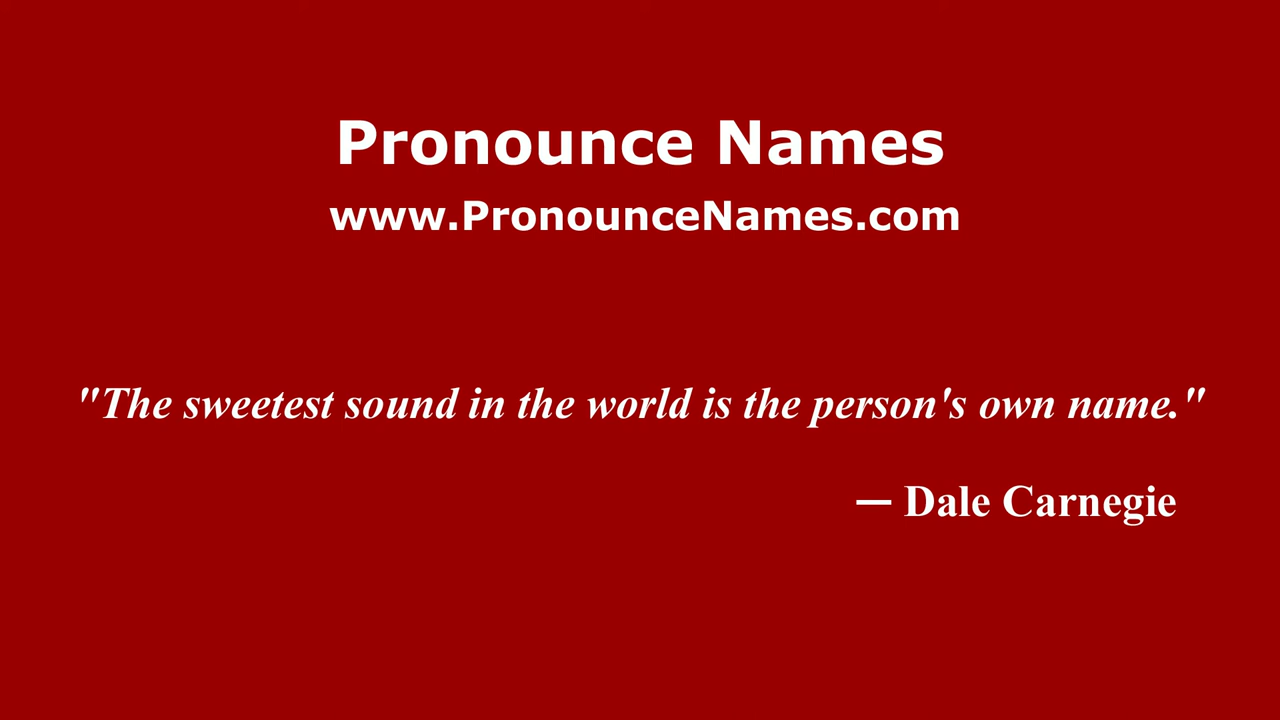 Pronounce Names
www.PronounceNames.com
"The sweetest sound in the world is the person's own name."
— Dale Carnegie